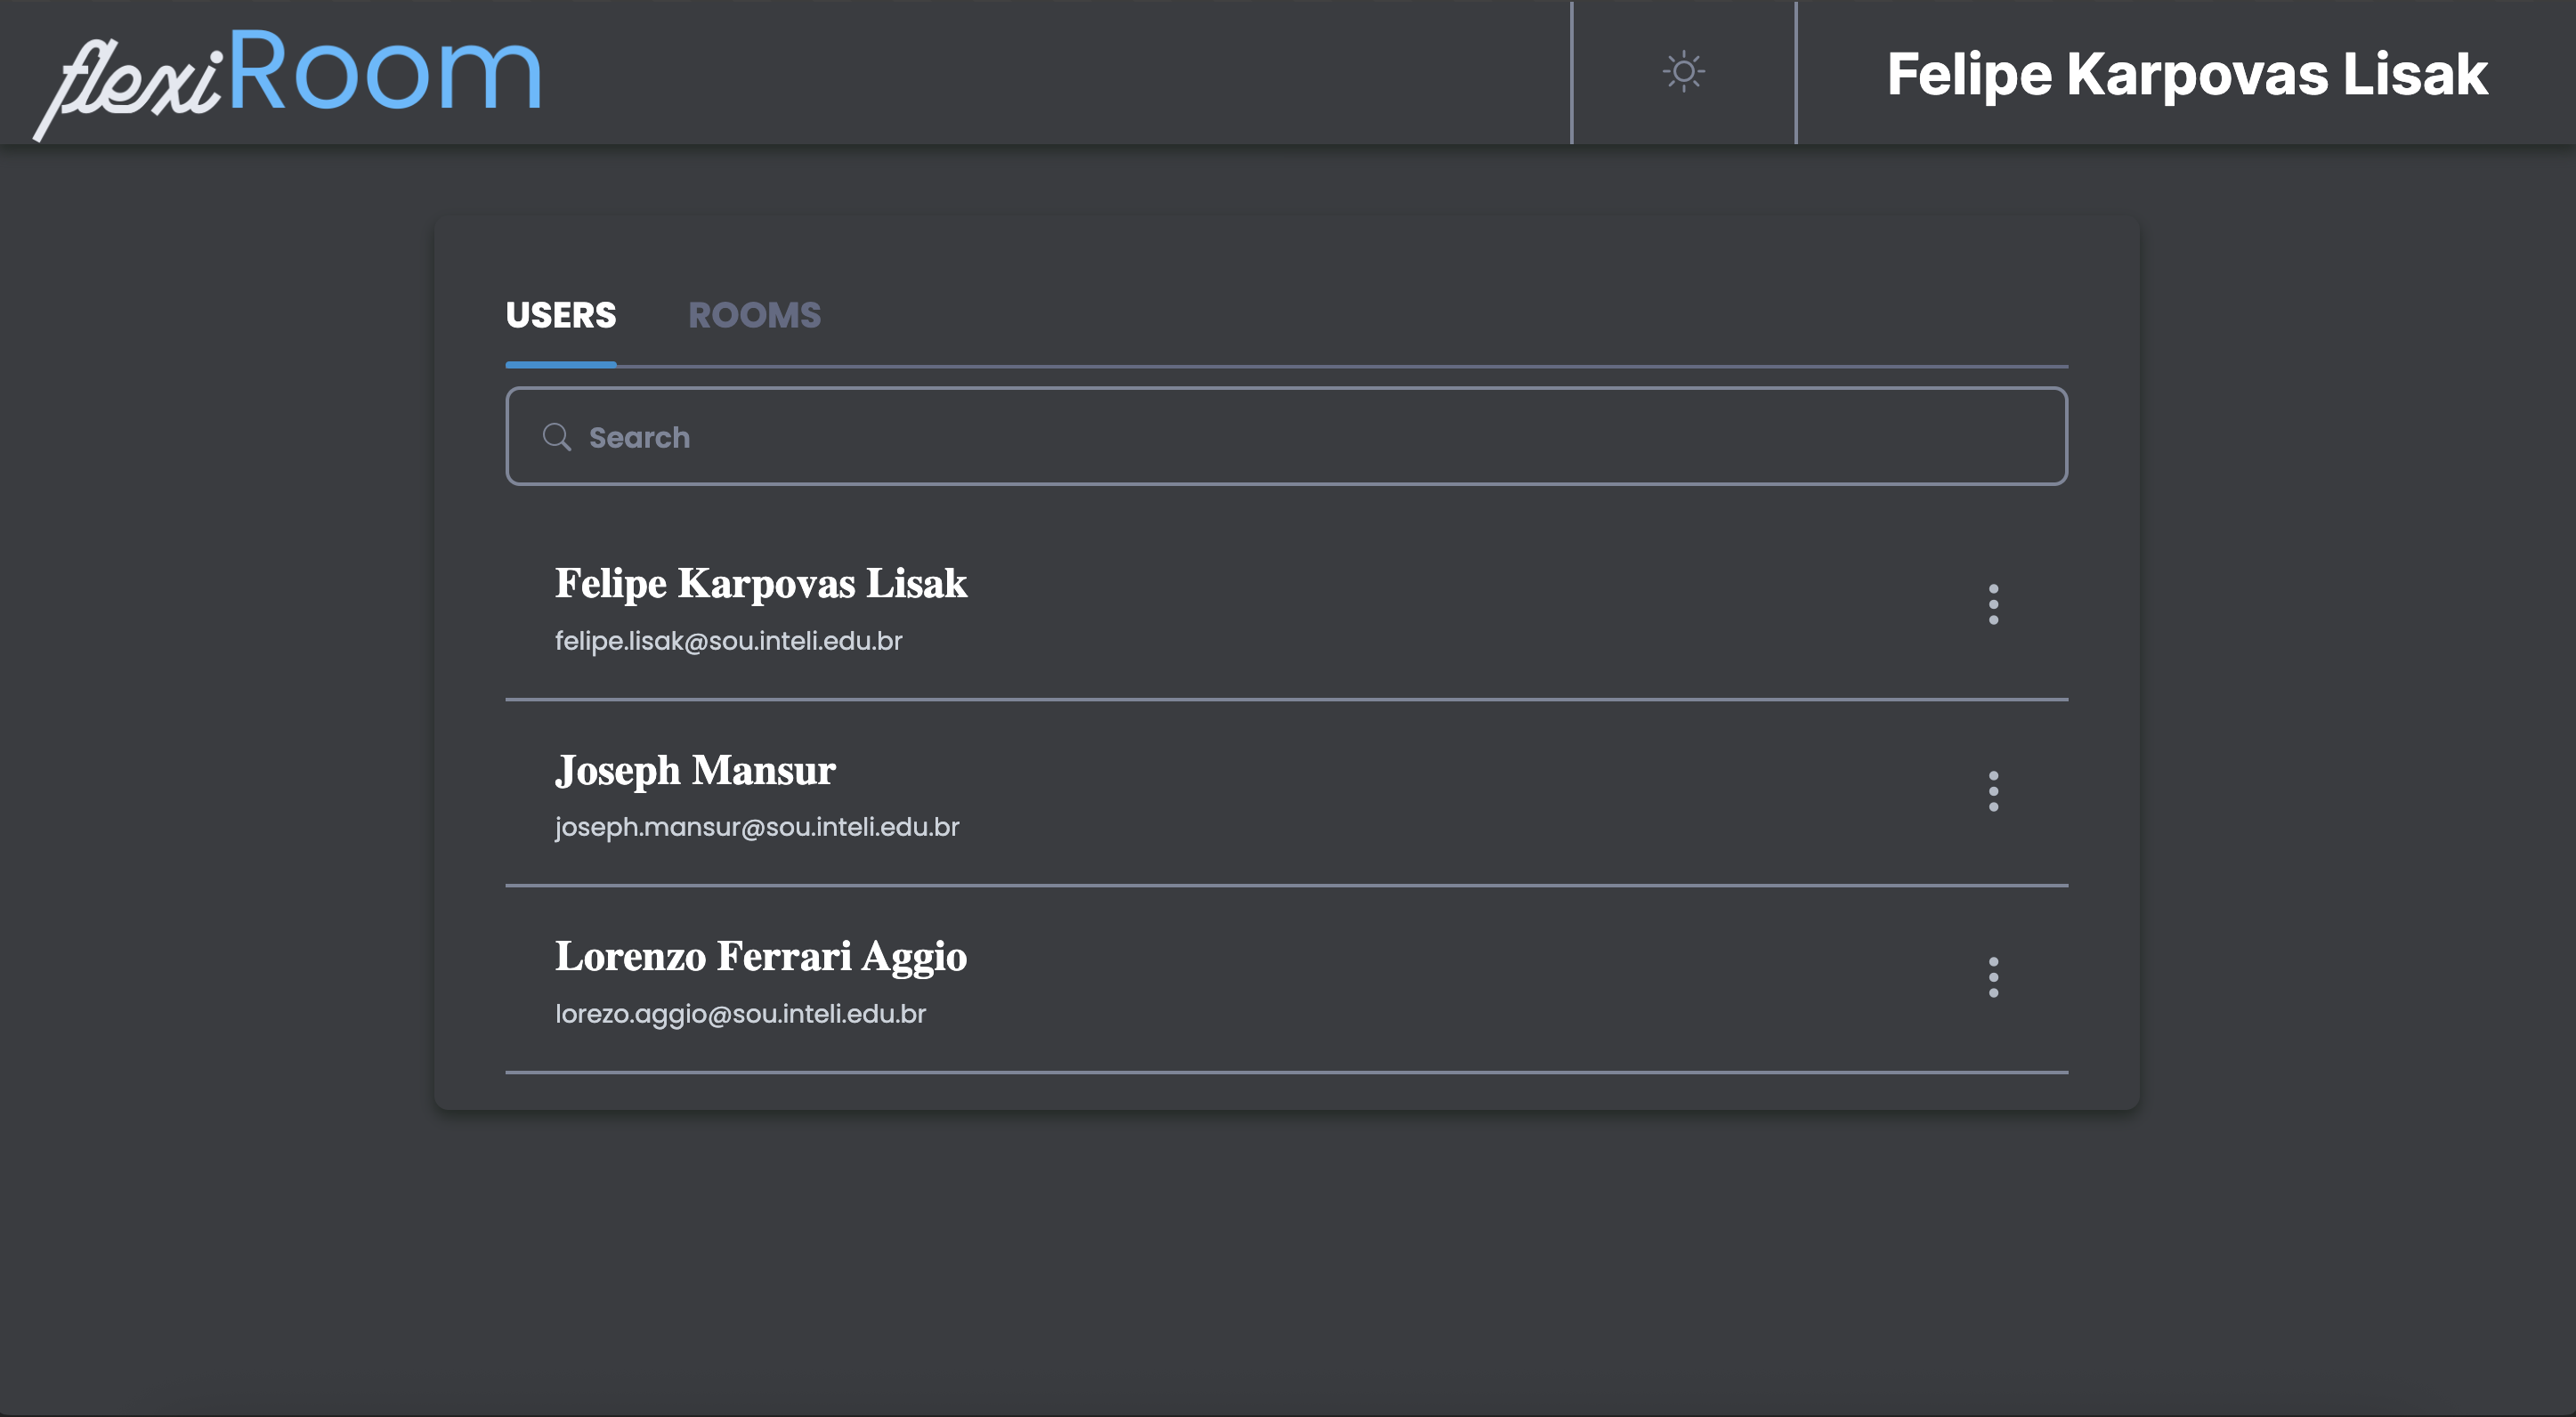 flexiRoom
Felipe Karpovas Lisak
USERS ROOMS
Search
Felipe Karpovas Lisak
felipe.lisak@sou.inteli.edu.br
Joseph Mansur
joseph.mansur@sou.inteli.edu.br
Lorenzo Ferrari Aggio
lorezo.aggio@sou.inteli.edu.br